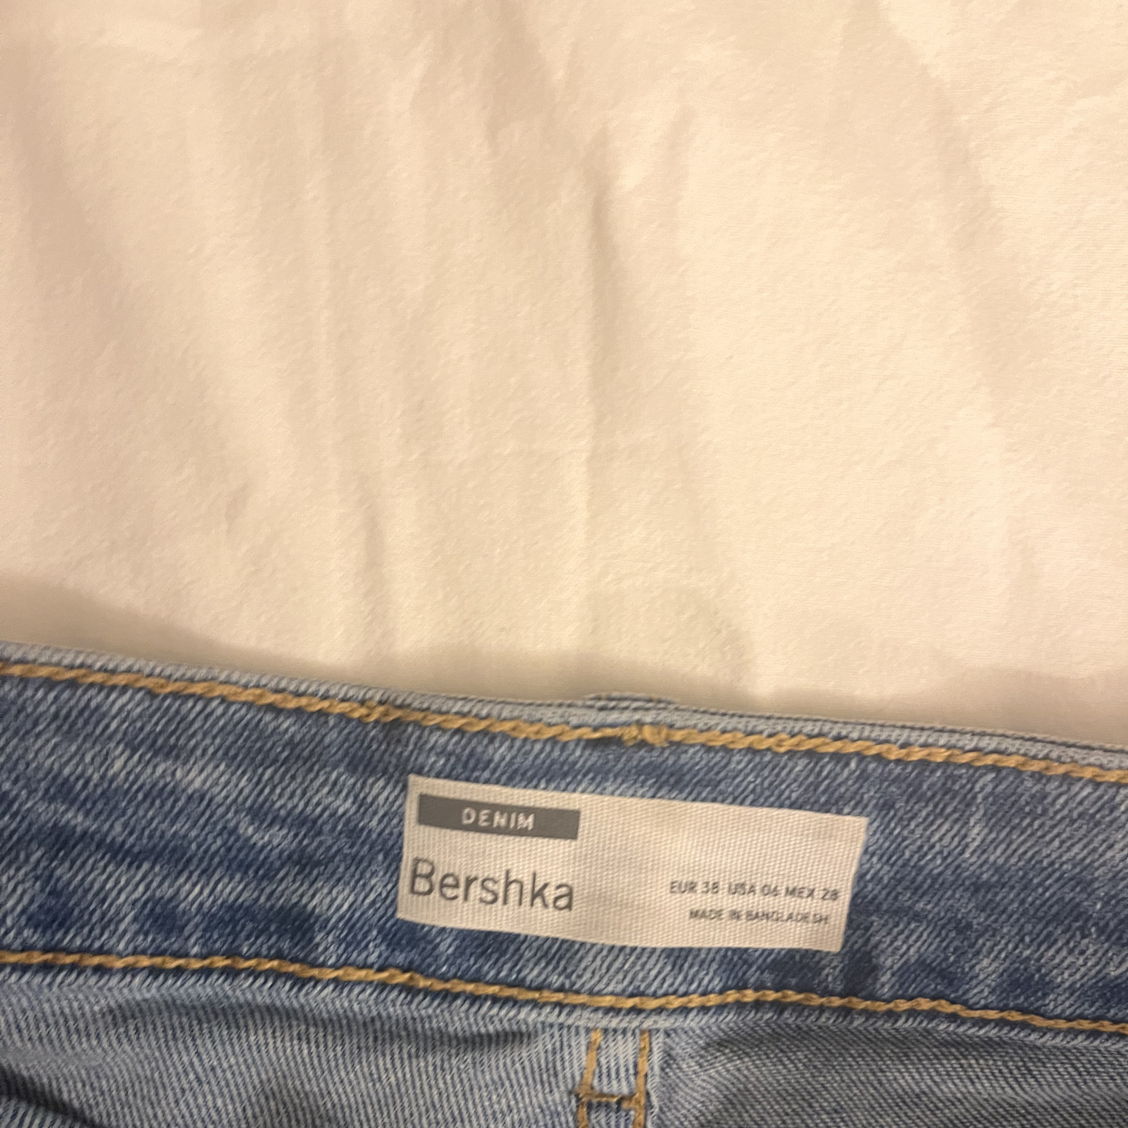 DENIM
Bershka
EUR 38 USA 06 MEX 28
MADE IN BANGLADESH